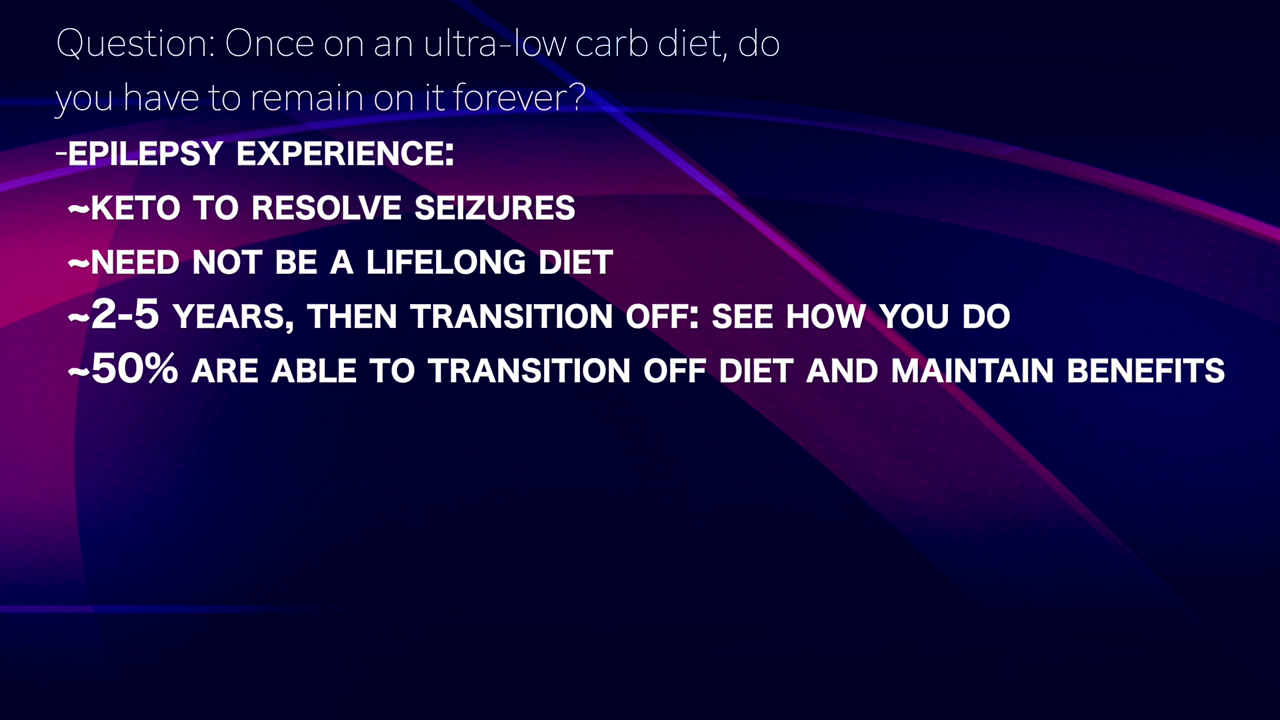 Question: Once on an ultra-low carb diet, do
you have to remain on it forever?
-EPILEPSY EXPERIENCE:
~KETO TO RESOLVE SEIZURES
~NEED NOT BE A LIFELONG DIET
~2-5 YEARS, THEN TRANSITION OFF: SEE HOW YOU DO
~50% ARE ABLE TO TRANSITION OFF DIET AND MAINTAIN BENEFITS